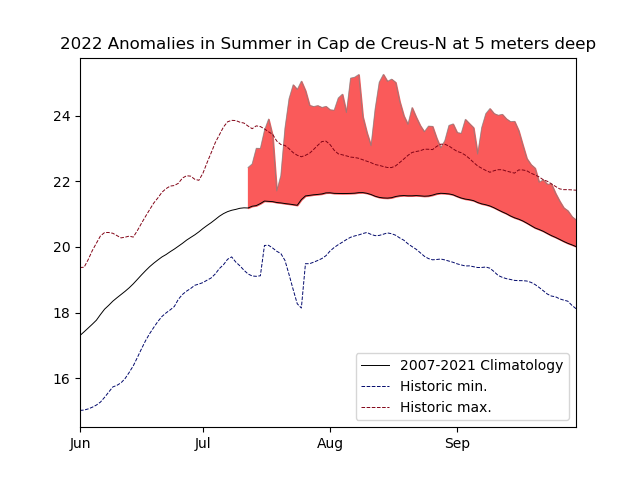 2022 Anomalies in Summer in Cap de Creus-N at 5 meters deep
24
22
20
18
16
Jun
Jul
Aug
Sep
2007-2021 Climatology
Historic min.
Historic max.